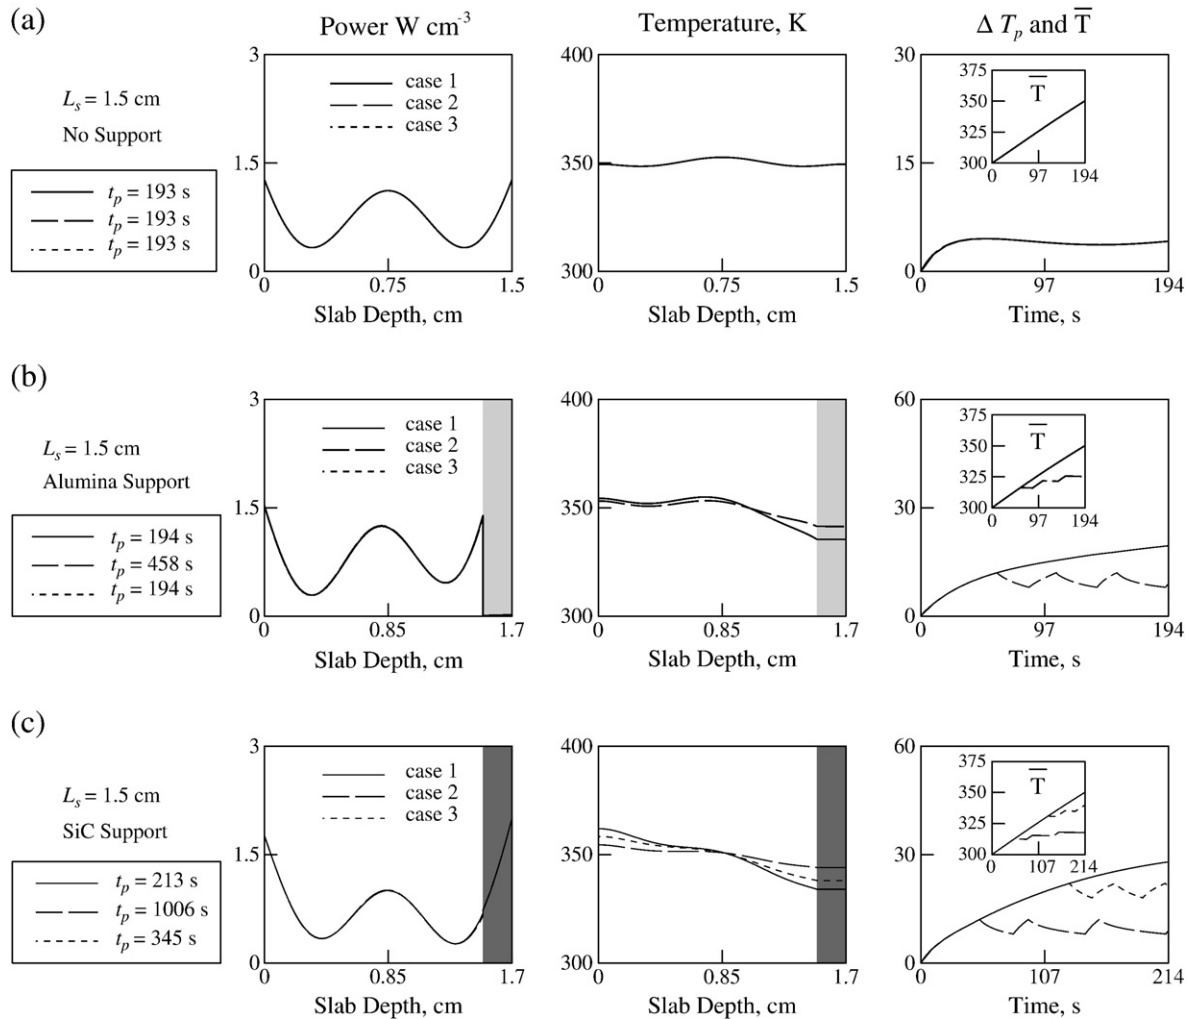 (a)
Power W cm⁻³
Temperature, K
Δ Tₚ and T̅
Lₛ = 1.5 cm
No Support
tₚ = 193 s
tₚ = 193 s
tₚ = 193 s
3
1.5
0
case 1
case 2
case 3
0 0.75 1.5
Slab Depth, cm
400
350
300
0 0.75 1.5
Slab Depth, cm
30
15
0
375
350
325
300
T̅
0 97 194
0 97 194
Time, s
(b)
Lₛ = 1.5 cm
Alumina Support
tₚ = 194 s
tₚ = 458 s
tₚ = 194 s
3
1.5
0
case 1
case 2
case 3
0 0.85 1.7
Slab Depth, cm
400
350
300
0 0.85 1.7
Slab Depth, cm
60
30
0
375
350
325
300
T̅
0 97 194
0 97 194
Time, s
(c)
Lₛ = 1.5 cm
SiC Support
tₚ = 213 s
tₚ = 1006 s
tₚ = 345 s
3
1.5
0
case 1
case 2
case 3
0 0.85 1.7
Slab Depth, cm
400
350
300
0 0.85 1.7
Slab Depth, cm
60
30
0
375
350
325
300
T̅
0 107 214
0 107 214
Time, s